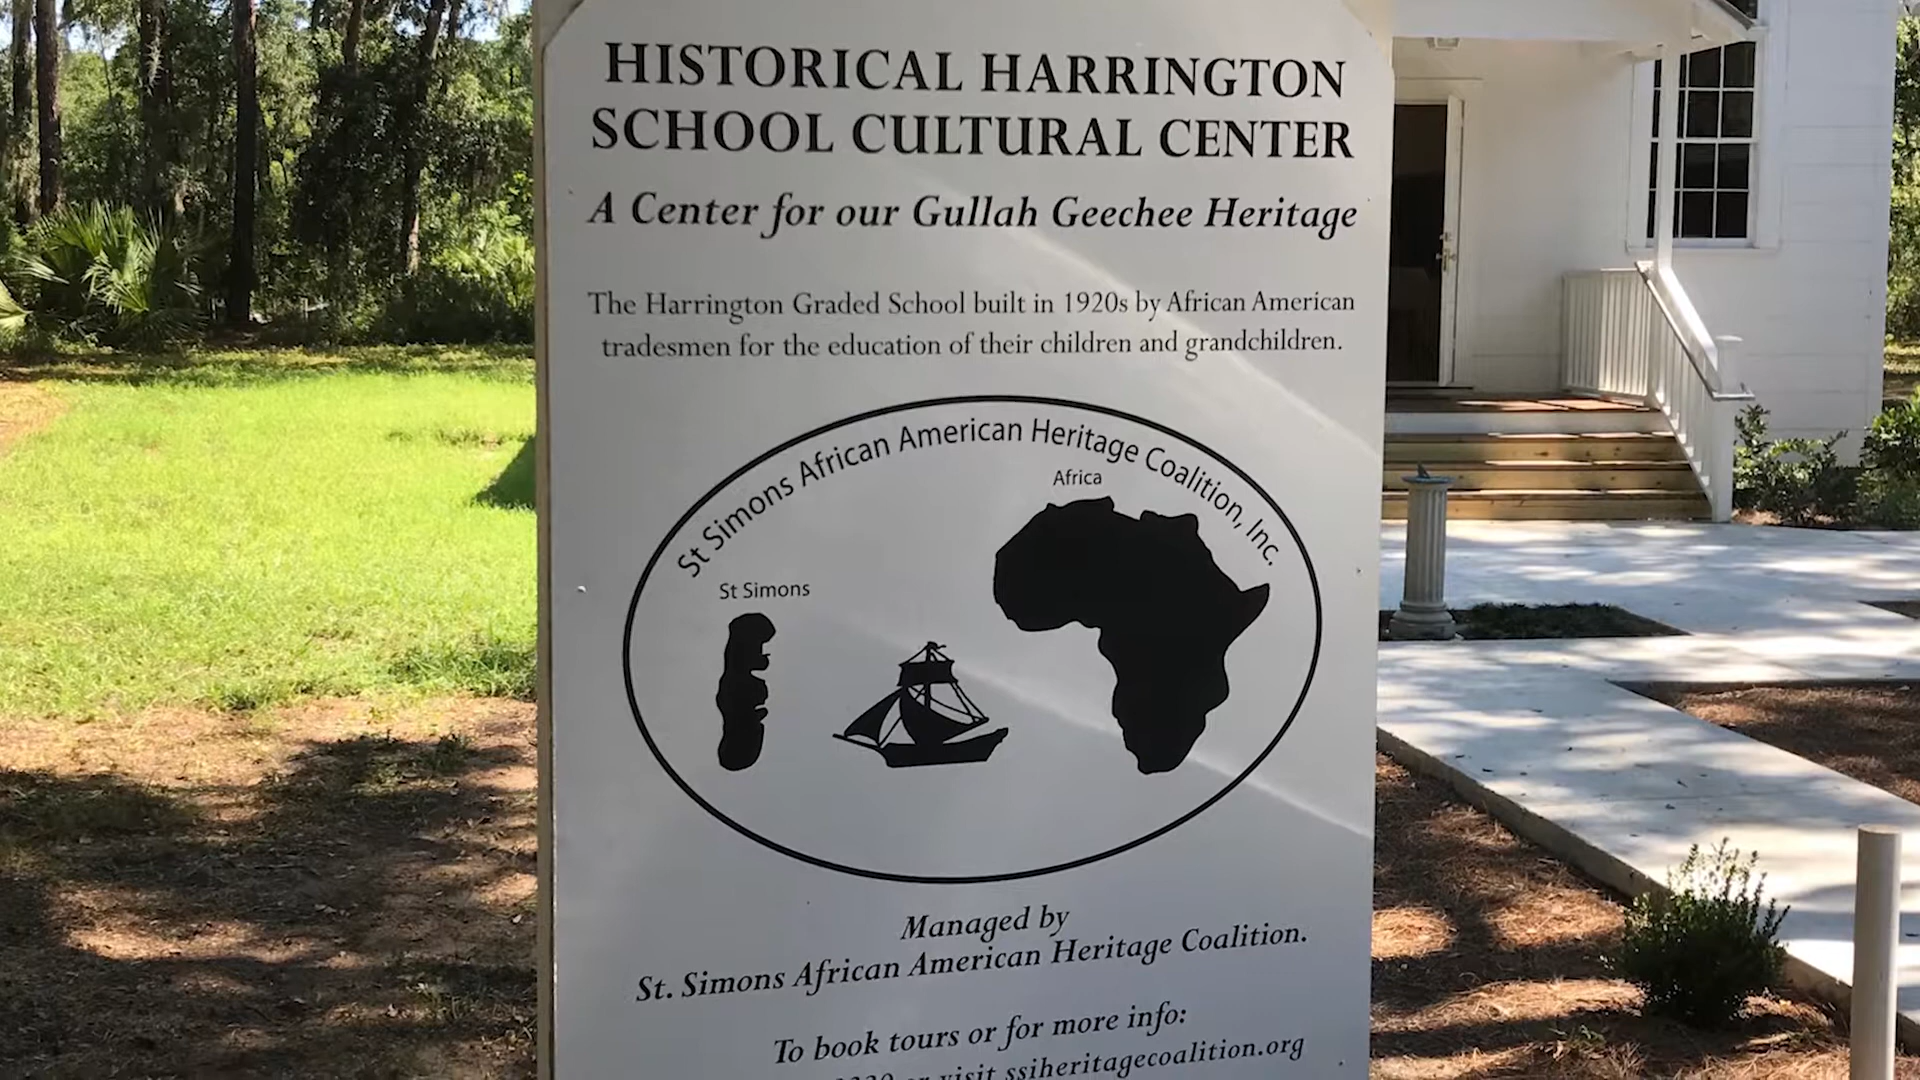 HISTORICAL HARRINGTON
SCHOOL CULTURAL CENTER
A Center for our Gullah Geechee Heritage
The Harrington Graded School built in 1920s by African American
tradesmen for the education of their children and grandchildren.
St Simons African American Heritage Coalition, Inc.
Africa
St Simons
Managed by
St. Simons African American Heritage Coalition.
To book tours or for more info:
or visit ssiheritagecoalition.org